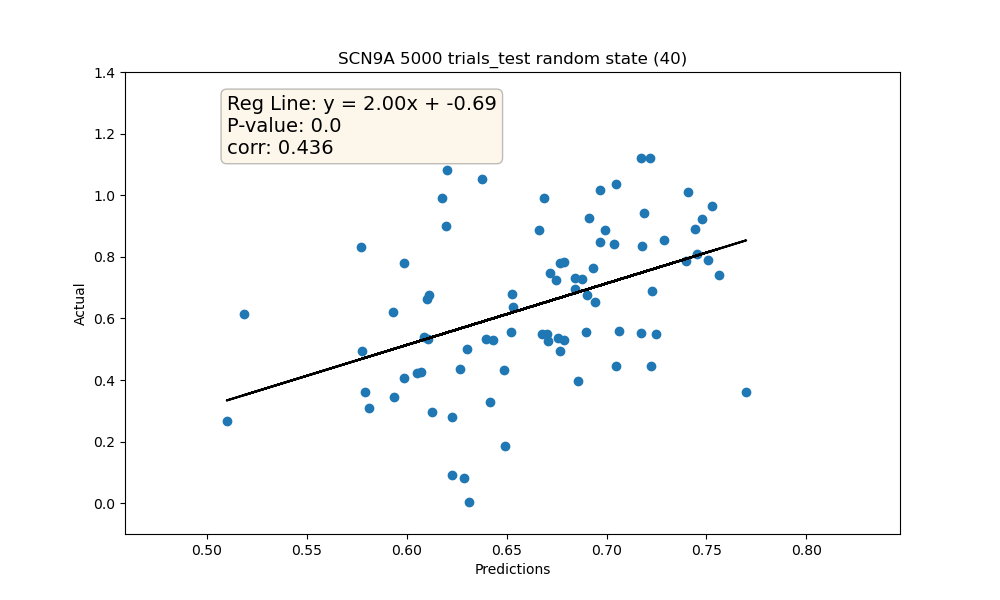 SCN9A 5000 trials_test random state (40)
Reg Line: y = 2.00x + -0.69
P-value: 0.0
corr: 0.436
1.4
1.2
1.0
0.8
0.6
0.4
0.2
0.0
Actual
0.50 0.55 0.60 0.65 0.70 0.75 0.80
Predictions